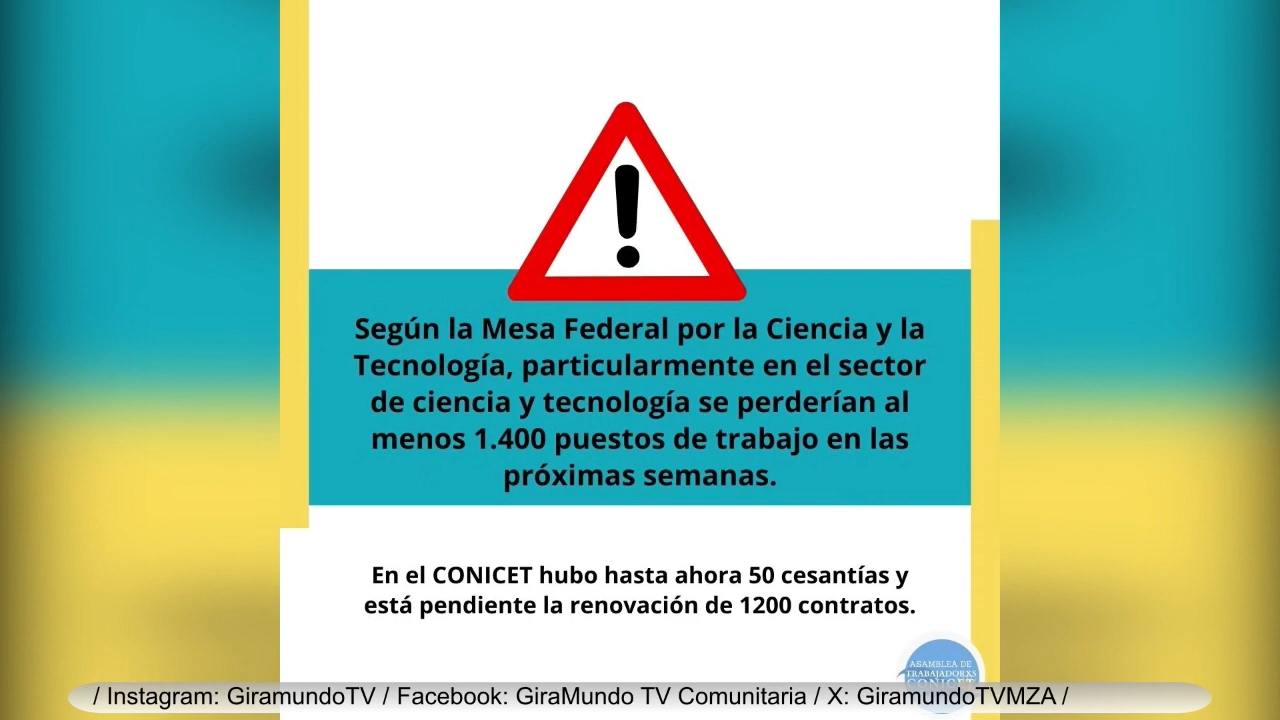 Según la Mesa Federal por la Ciencia y la
Tecnología, particularmente en el sector
de ciencia y tecnología se perderían al
menos 1.400 puestos de trabajo en las
próximas semanas.
En el CONICET hubo hasta ahora 50 cesantías y
está pendiente la renovación de 1200 contratos.
ASAMBLEA DE
TRABAJADORXS
CONICET
/ Instagram: GiramundoTV / Facebook: GiraMundo TV Comunitaria / X: GiramundoTVMZA /